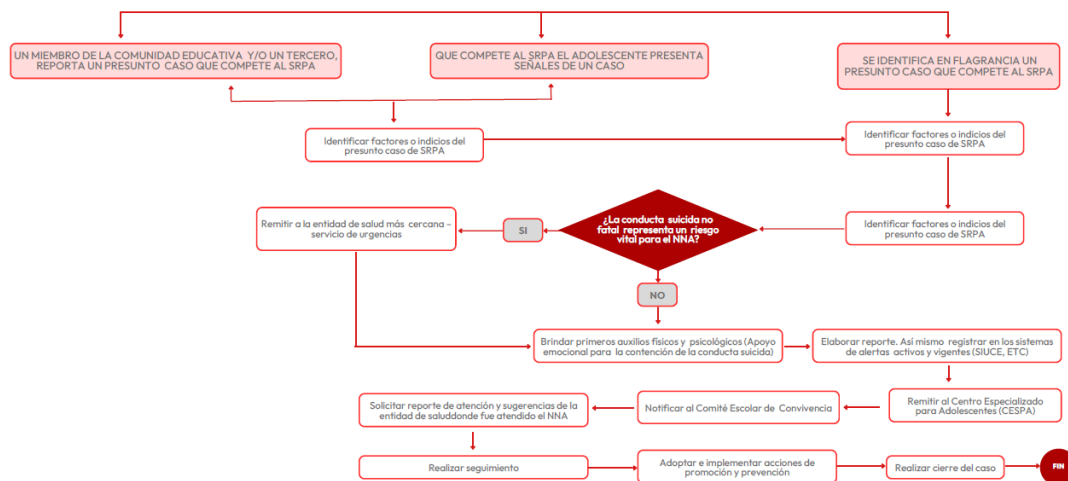 UN MIEMBRO DE LA COMUNIDAD EDUCATIVA Y/O UN TERCERO,
REPORTA UN PRESUNTO CASO QUE COMPETE AL SRPA
QUE COMPETE AL SRPA EL ADOLESCENTE PRESENTA
SEÑALES DE UN CASO
SE IDENTIFICA EN FLAGRANCIA UN
PRESUNTO CASO QUE COMPETE AL SRPA
Identificar factores o indicios del
presunto caso de SRPA
Identificar factores o indicios del
presunto caso de SRPA
Identificar factores o indicios del
presunto caso de SRPA
¿La conducta suicida no
fatal representa un riesgo
vital para el NNA?
SI
Remitir a la entidad de salud más cercana –
servicio de urgencias
NO
Brindar primeros auxilios físicos y psicológicos (Apoyo
emocional para la contención de la conducta suicida)
Elaborar reporte. Así mismo registrar en los sistemas
de alertas activos y vigentes (SIUCE, ETC)
Remitir al Centro Especializado
para Adolescentes (CESPA)
Notificar al Comité Escolar de Convivencia
Solicitar reporte de atención y sugerencias de la
entidad de saluddonde fue atendido el NNA
Realizar seguimiento
Adoptar e implementar acciones de
promoción y prevención
Realizar cierre del caso
FIN